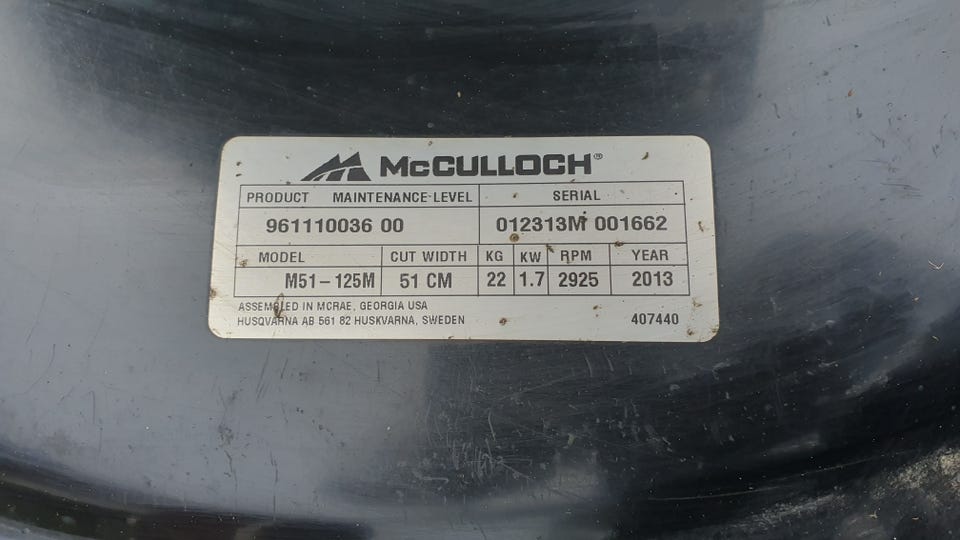 McCULLOCH®
PRODUCT MAINTENANCE-LEVEL SERIAL
961110036 00 012313M 001662
MODEL CUT WIDTH KG KW RPM YEAR
M51-125M 51 CM 22 1.7 2925 2013
ASSEMBLED IN MCRAE, GEORGIA USA
HUSQVARNA AB 561 82 HUSKVARNA, SWEDEN 407440